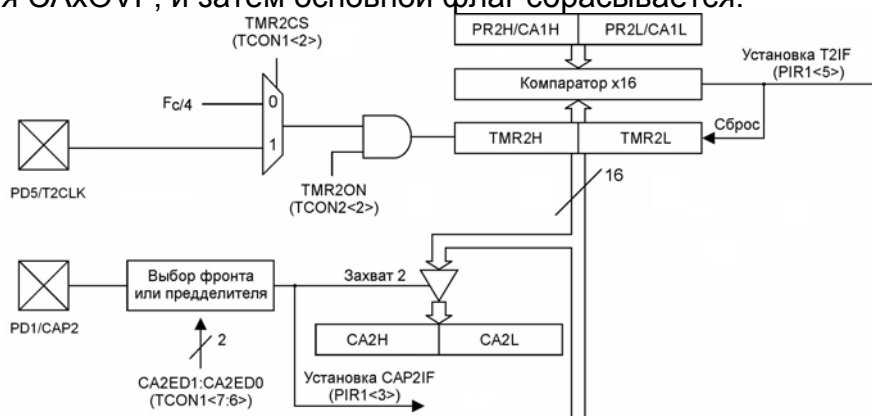 я CAxOVF, и затем основной флаг сбрасывается.
TMR2CS
(TCON1<2>)
PR2H/CA1H PR2L/CA1L
Установка T2IF
(PIR1<5>)
Fc/4
0
Компаратор x16
1
TMR2H TMR2L
Сброс
PD5/T2CLK
TMR2ON
(TCON2<2>)
16
Выбор фронта
или предделителя
Захват 2
PD1/CAP2
2
CA2H CA2L
CA2ED1:CA2ED0
(TCON1<7:6>)
Установка CAP2IF
(PIR1<3>)